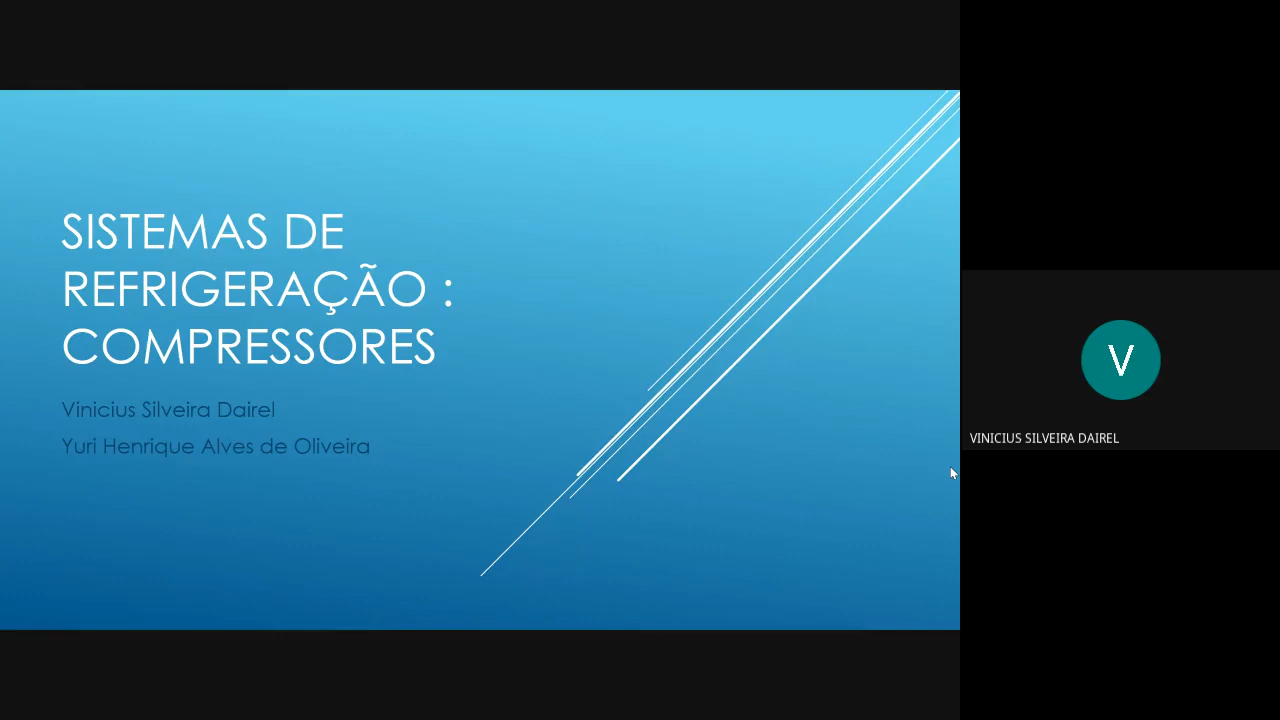 SISTEMAS DE
REFRIGERAÇÃO :
COMPRESSORES
Vinicius Silveira Dairel
Yuri Henrique Alves de Oliveira
V
VINICIUS SILVEIRA DAIREL